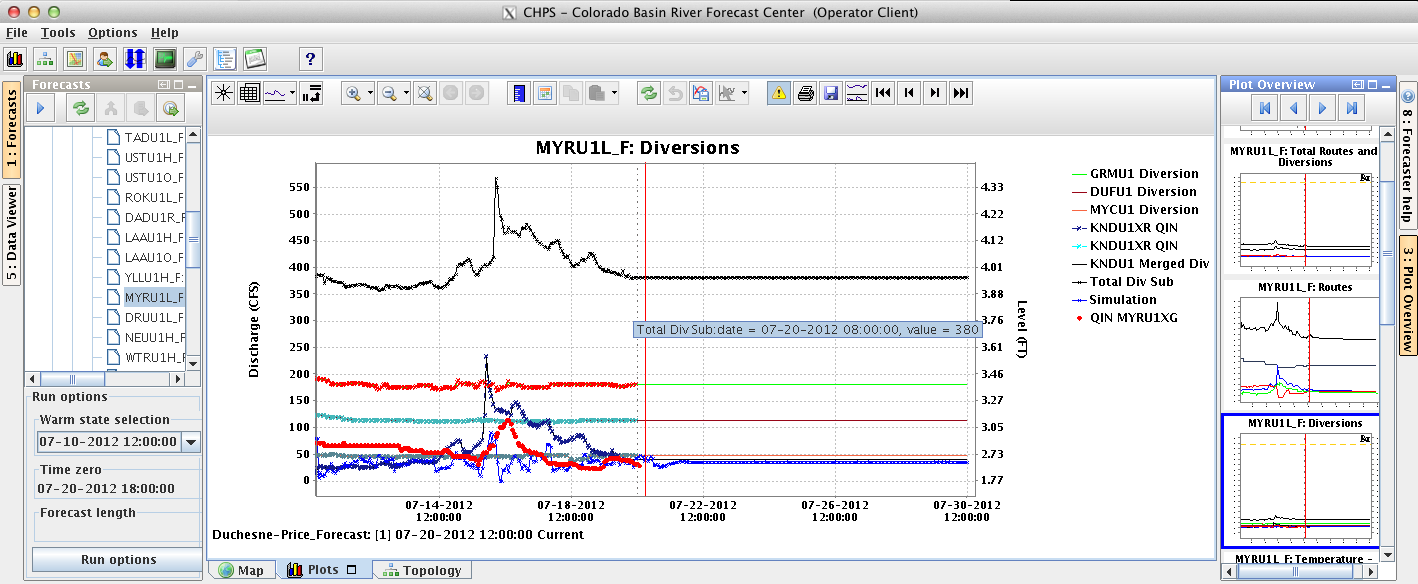 CHPS – Colorado Basin River Forecast Center (Operator Client)
File Tools Options Help
?
1 : Forecasts
5 : Data Viewer
Forecasts
TADU1L_F
USTU1H_F
USTU1O_F
ROKU1L_F
DADU1R_F
LAAU1H_F
LAAU1O_F
YLLU1H_F
MYRU1L_F
DRUU1L_F
NEUU1H_F
WTRU1H_F
Run options
Warm state selection
07-10-2012 12:00:00
Time zero
07-20-2012 18:00:00
Forecast length
Run options
MYRU1L_F: Diversions
Discharge (CFS)
550
500
450
400
350
300
250
200
150
100
50
0
4.33
4.22
4.12
4.01
3.88
3.76
3.61
3.46
3.27
3.05
2.73
1.77
Level (FT)
Total Div Sub:date = 07-20-2012 08:00:00, value = 380
07-14-2012 07-18-2012 07-22-2012 07-26-2012 07-30-2012
12:00:00 12:00:00 12:00:00 12:00:00 12:00:00
GRMU1 Diversion
DUFU1 Diversion
MYCU1 Diversion
KNDU1XR QIN
KNDU1XR QIN
KNDU1 Merged Div
Total Div Sub
Simulation
QIN MYRU1XG
Duchesne-Price_Forecast: [1] 07-20-2012 12:00:00 Current
Map Plots Topology
Plot Overview
MYRU1L_F: Total Routes and
Diversions
MYRU1L_F: Routes
MYRU1L_F: Diversions
MYRU1L_F: Temperature -
8 : Forecaster help
3 : Plot Overview